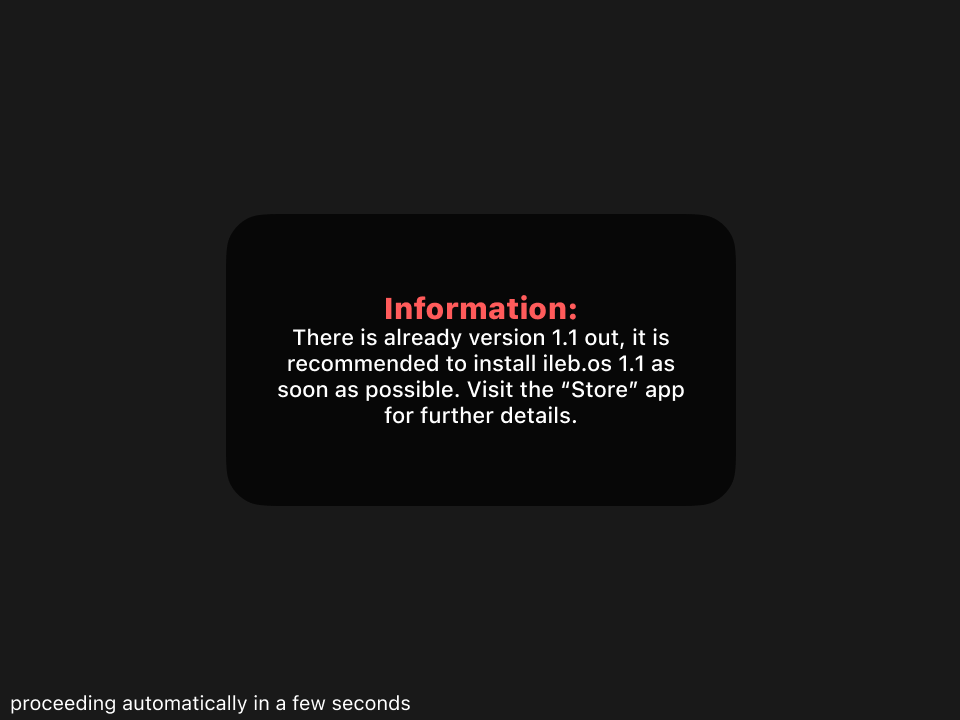 Information:
There is already version 1.1 out, it is
recommended to install ileb.os 1.1 as
soon as possible. Visit the “Store” app
for further details.
proceeding automatically in a few seconds